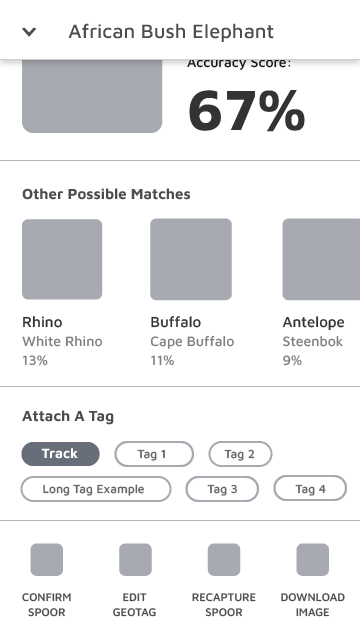 African Bush Elephant
Accuracy Score:
67%
Other Possible Matches
Rhino
White Rhino
13%
Buffalo
Cape Buffalo
11%
Antelope
Steenbok
9%
Attach A Tag
Track
Tag 1
Tag 2
Long Tag Example
Tag 3
Tag 4
CONFIRM
SPOOR
EDIT
GEOTAG
RECAPTURE
SPOOR
DOWNLOAD
IMAGE